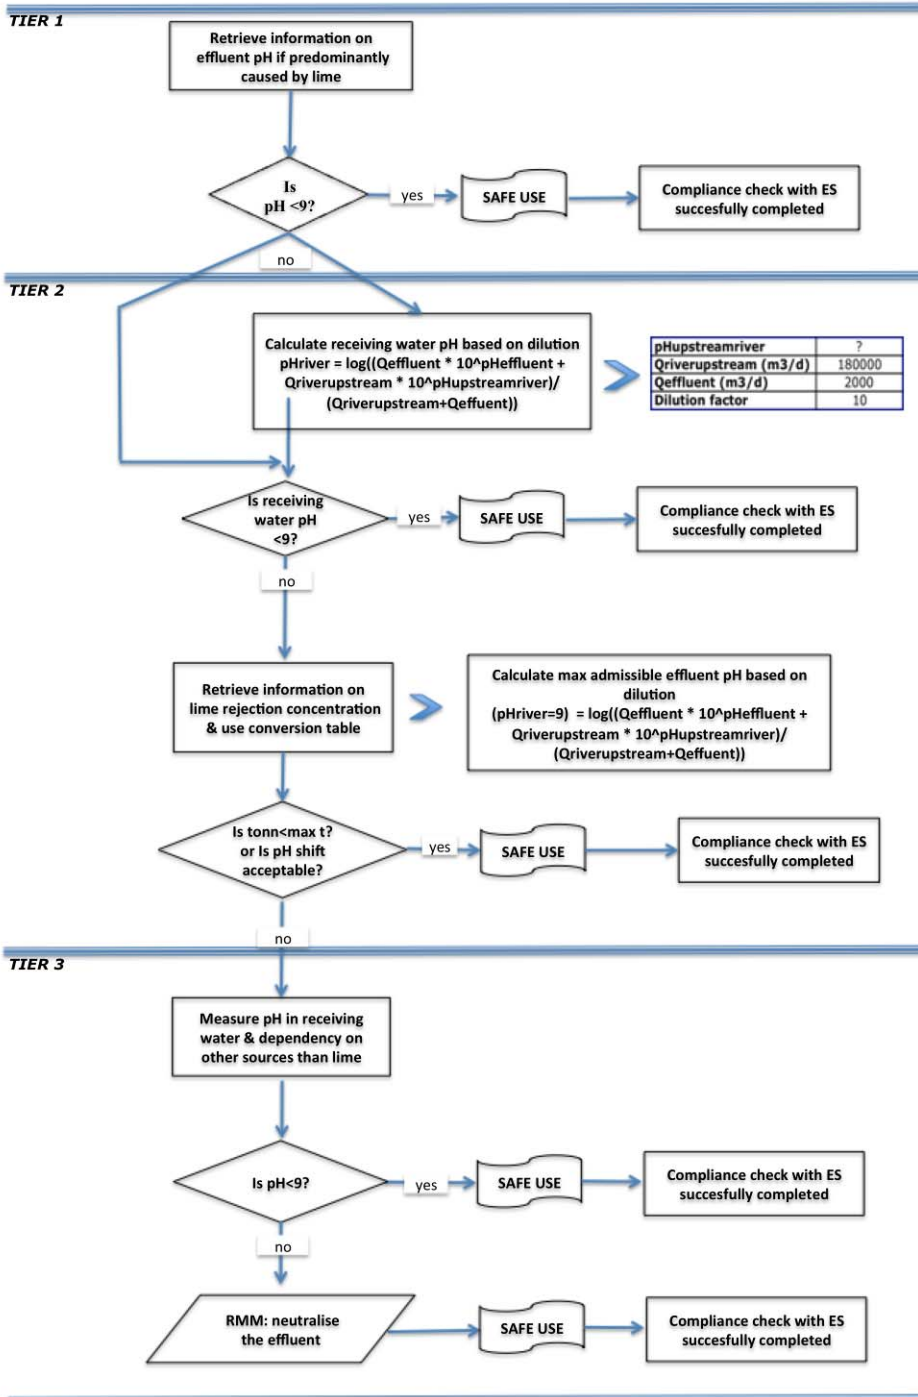 TIER 1
Retrieve information on
effluent pH if predominantly
caused by lime
Is
pH <9?
yes
SAFE USE
Compliance check with ES
succesfully completed
no
TIER 2
Calculate receiving water pH based on dilution
pHriver = log((Qeffluent * 10^pHeffluent +
Qriverupstream * 10^pHupstreamriver)/
(Qriverupstream+Qeffuent))
pHupstreamriver ?
Qriverupstream (m3/d) 180000
Qeffluent (m3/d) 2000
Dilution factor 10
Is receiving
water pH
<9?
yes
SAFE USE
Compliance check with ES
succesfully completed
no
Retrieve information on
lime rejection concentration
& use conversion table
Calculate max admissible effluent pH based on
dilution
(pHriver=9) = log((Qeffluent * 10^pHeffluent +
Qriverupstream * 10^pHupstreamriver)/
(Qriverupstream+Qeffuent))
Is tonn<max t?
or Is pH shift
acceptable?
yes
SAFE USE
Compliance check with ES
succesfully completed
no
TIER 3
Measure pH in receiving
water & dependency on
other sources than lime
Is pH<9?
yes
SAFE USE
Compliance check with ES
succesfully completed
no
RMM: neutralise
the effluent
SAFE USE
Compliance check with ES
succesfully completed